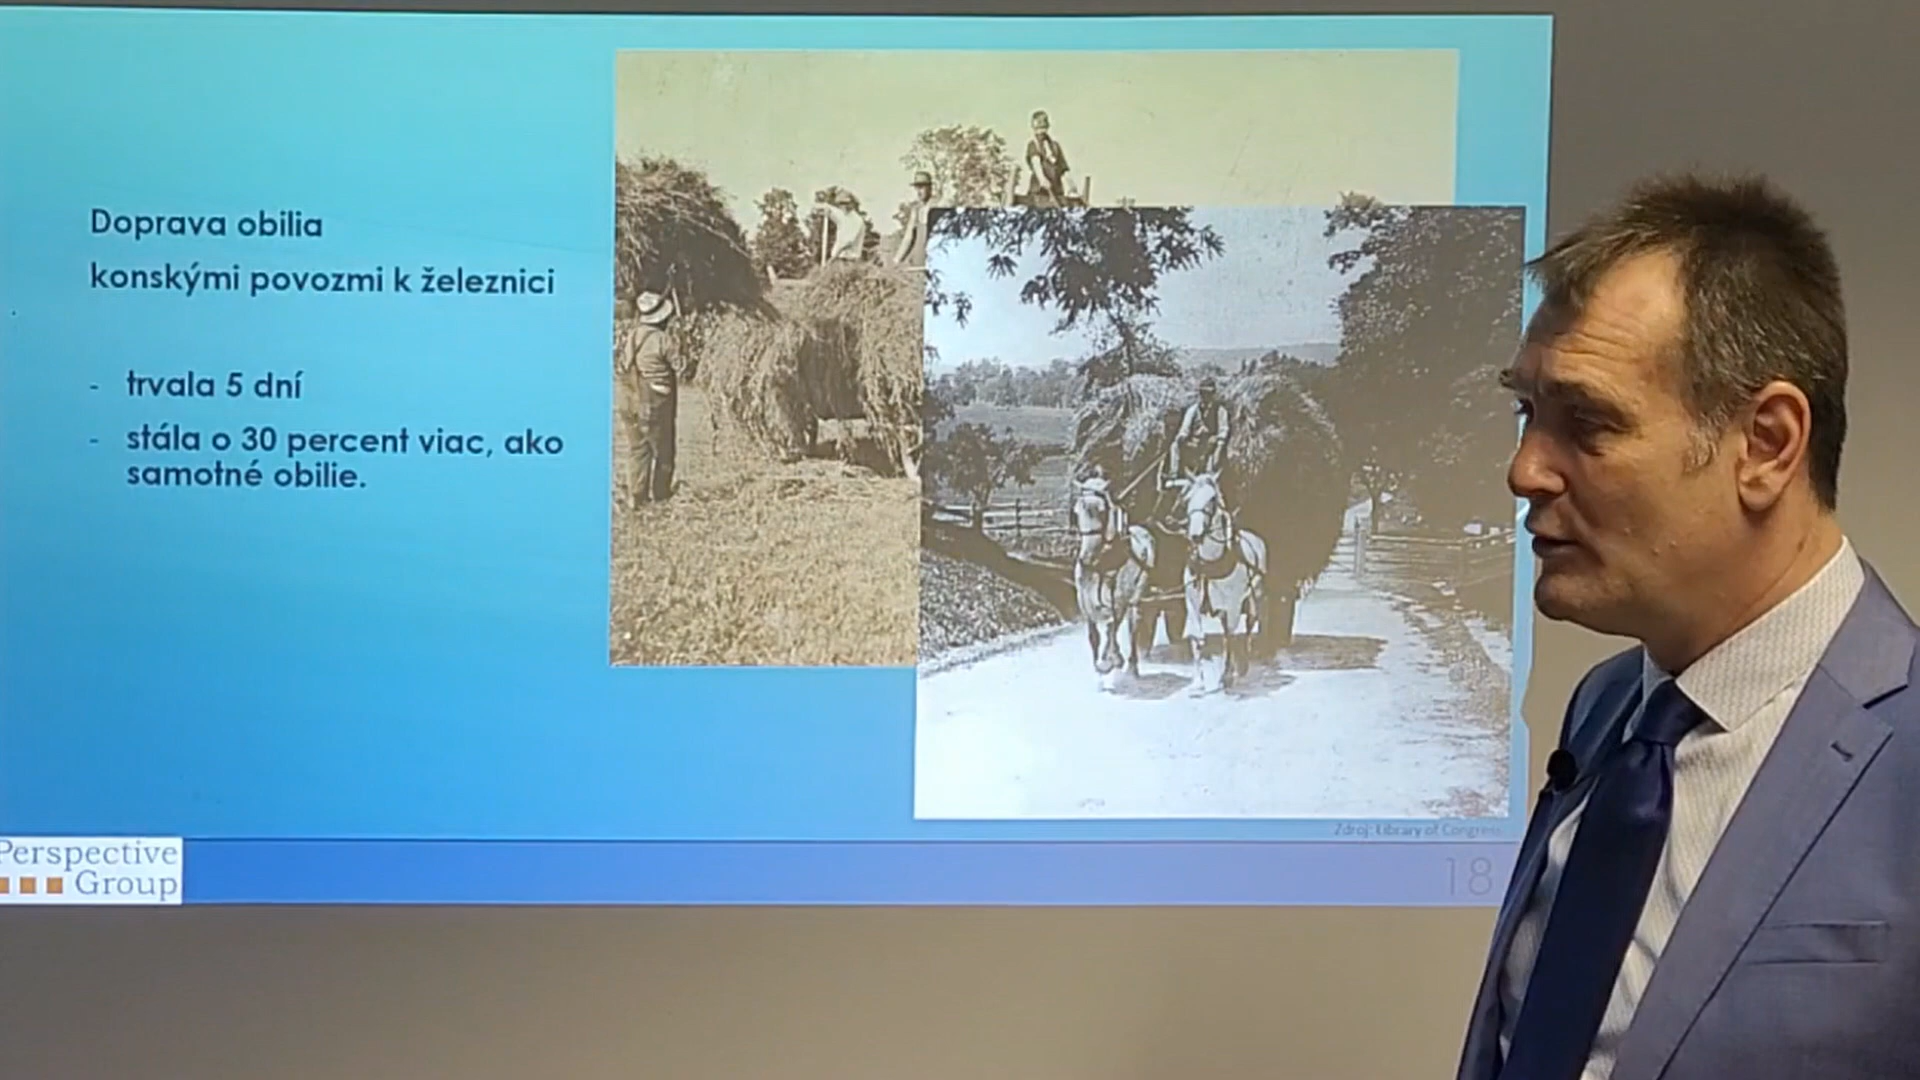 Doprava obilia
konskými povozmi k železnici
- trvala 5 dní
- stála o 30 percent viac, ako
samotné obilie.
Zdroj: Library of Congress
Perspective
Group
18